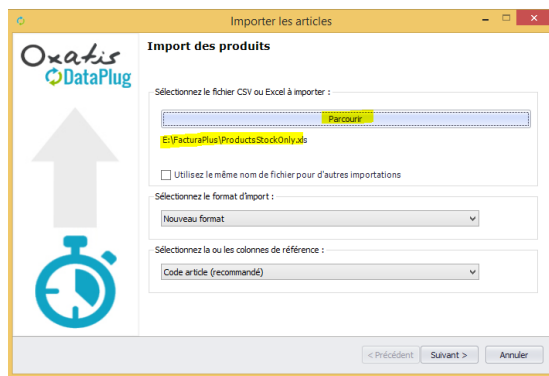 Importer les articles
Oxatis
DataPlug
Import des produits
Sélectionnez le fichier CSV ou Excel à importer :
Parcourir
E:\FacturaPlus\ProductsStockOnly.xls
Utilisez le même nom de fichier pour d'autres importations
Sélectionnez le format d'import :
Nouveau format
Sélectionnez la ou les colonnes de référence :
Code article (recommandé)
< Précédent Suivant > Annuler